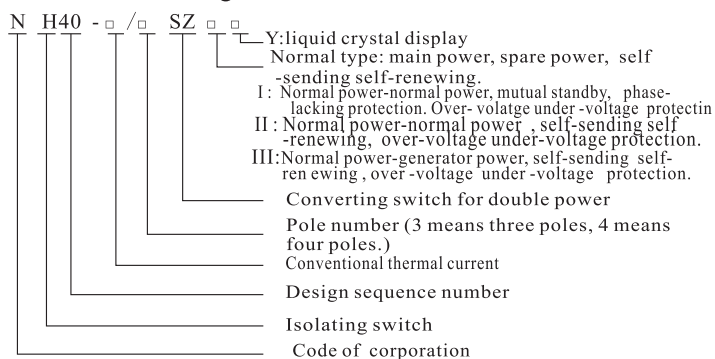 N H40 - □ /□ SZ □ □
Y:liquid crystal display
Normal type: main power, spare power, self
-sending self-renewing.
I : Normal power-normal power, mutual standby, phase-
lacking protection. Over- volatge under -voltage protectin
II : Normal power-normal power , self-sending self
-renewing, over-voltage under-voltage protection.
III:Normal power-generator power, self-sending self-
ren ewing , over -voltage under -voltage protection.
Converting switch for double power
Pole number (3 means three poles, 4 means
four poles.)
Conventional thermal current
Design sequence number
Isolating switch
Code of corporation